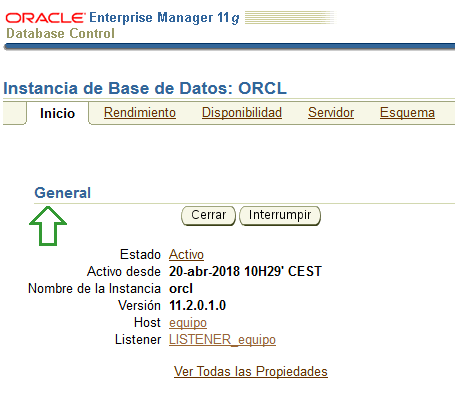 ORACLE Enterprise Manager 11g
Database Control
Instancia de Base de Datos: ORCL
Inicio Rendimiento Disponibilidad Servidor Esquema
General
Cerrar Interrumpir
Estado Activo
Activo desde 20-abr-2018 10H29' CEST
Nombre de la Instancia orcl
Versión 11.2.0.1.0
Host equipo
Listener LISTENER_equipo
Ver Todas las Propiedades